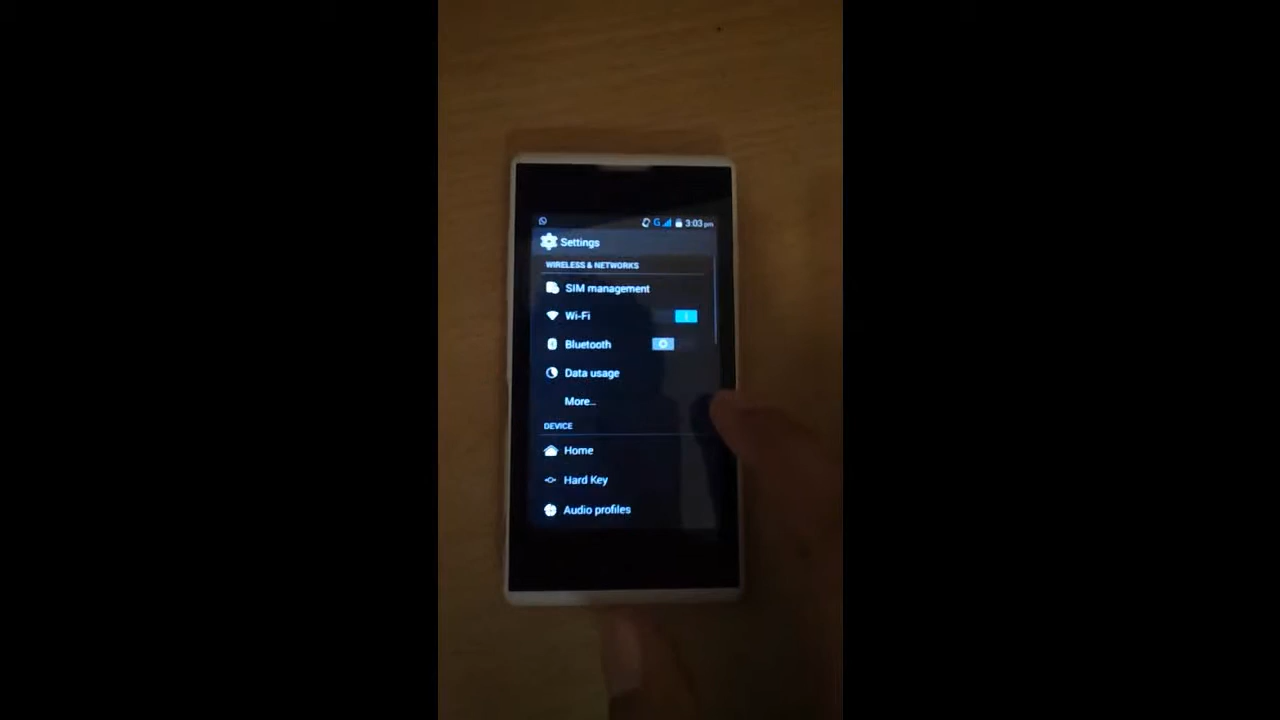 G 3:03 pm
Settings
WIRELESS & NETWORKS
SIM management
Wi-Fi
Bluetooth
Data usage
More...
DEVICE
Home
Hard Key
Audio profiles